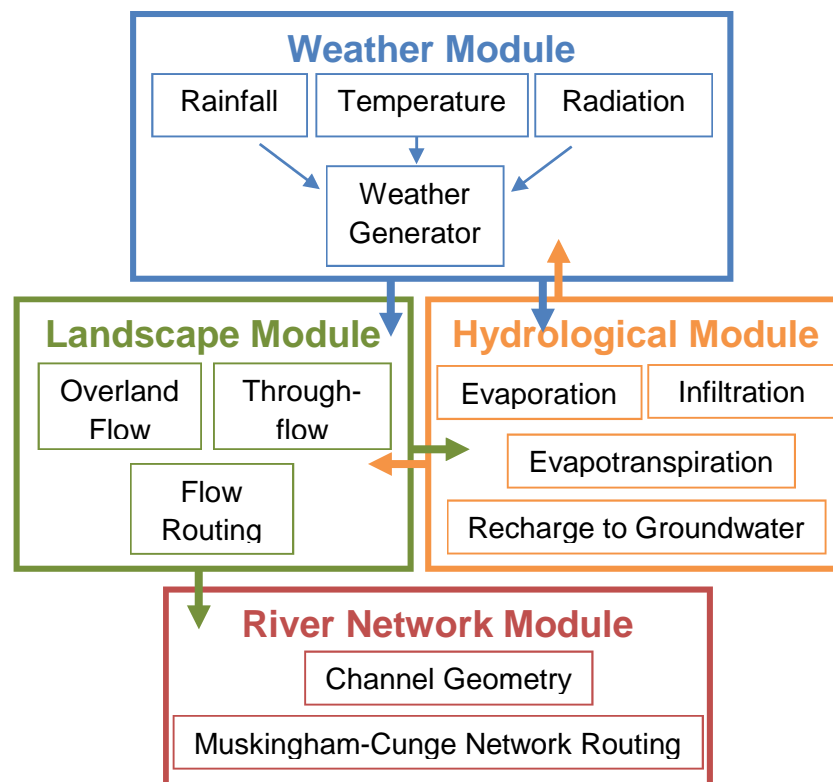 Weather Module
Rainfall
Temperature
Radiation
Weather
Generator
Landscape Module
Overland
Flow
Through-
flow
Flow
Routing
Hydrological Module
Evaporation
Infiltration
Evapotranspiration
Recharge to Groundwater
River Network Module
Channel Geometry
Muskingham-Cunge Network Routing